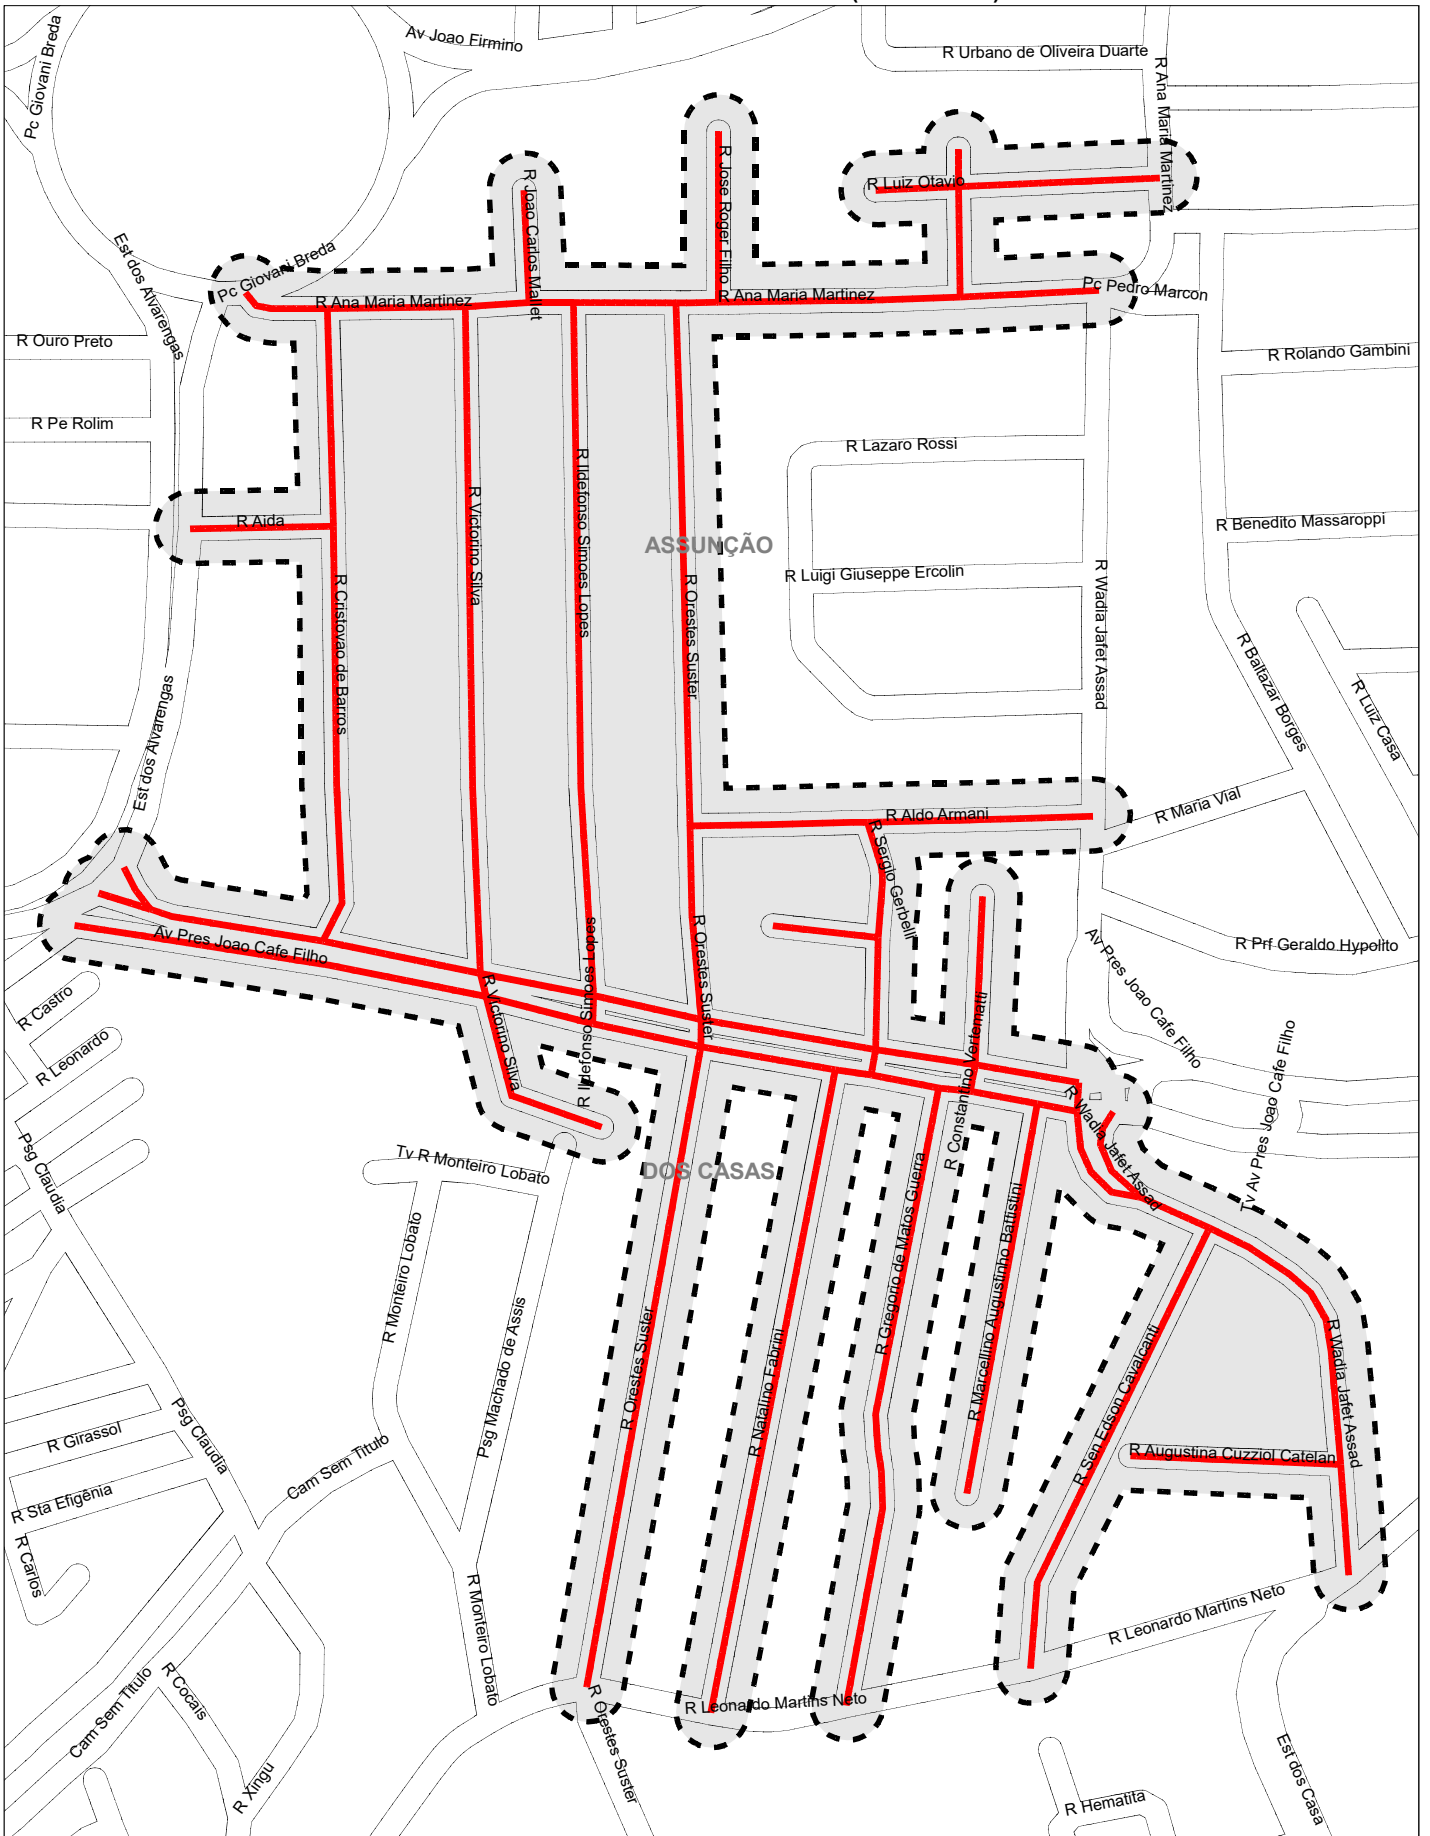 Av Joao Firmino
R Urbano de Oliveira Duarte
Pc Giovani Breda
R Ana Maria Martinez
R Joao Carlos Mallet
R Jose Roger Filho
R Luiz Otavio
Est dos Alvarengas
Pc Giovani Breda
R Ana Maria Martinez
R Ana Maria Martinez
Pc Pedro Marcon
R Ouro Preto
R Rolando Gambini
R Pe Rolim
R Lazaro Rossi
R Aida
R Victorino Silva
R Ildefonso Simoes Lopes
ASSUNÇÃO
R Benedito Massaroppi
R Luigi Giuseppe Ercolin
R Cristovao de Barros
R Orestes Suster
R Wadia Jafet Assad
R Baltazar Borges
R Luiz Casa
Est dos Alvarengas
R Aldo Armani
R Maria Vial
R Sergio Gerbelli
Av Pres Joao Cafe Filho
R Orestes Suster
R Ildefonso Simoes Lopes
R Prf Geraldo Hypolito
Av Pres Joao Cafe Filho
R Castro
R Leonardo
R Victorino Silva
R Constantino Vertematti
R Wadia Jafet Assad
Tv Av Pres Joao Cafe Filho
Psg Claudia
Tv R Monteiro Lobato
DOS CASAS
R Monteiro Lobato
Psg Machado de Assis
R Orestes Suster
R Natalino Fabrini
R Gregorio de Matos Guerra
R Marcellino Augustinho Battistini
R Sen Edson Cavalcanti
R Wadia Jafet Assad
R Augustina Cuzziol Catelan
R Girassol
Psg Claudia
Cam Sem Titulo
R Sta Efigênia
R Carlos
R Monteiro Lobato
R Leonardo Martins Neto
R Leonardo Martins Neto
R Orestes Suster
R Cocais
Cam Sem Titulo
R Xingu
Est dos Casa
R Hematita